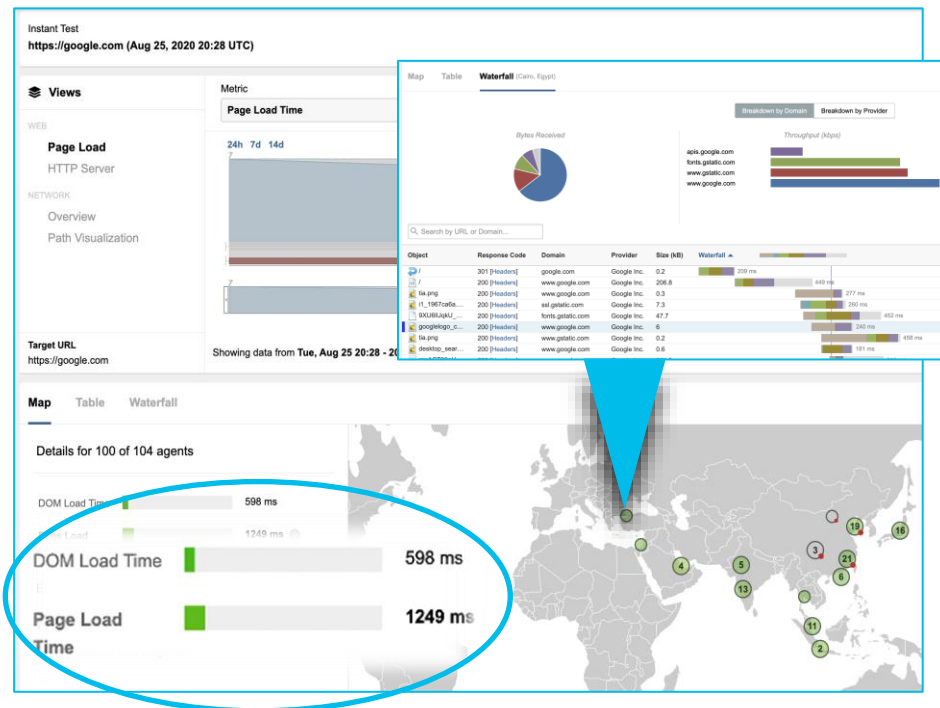 Instant Test
https://google.com (Aug 25, 2020 20:28 UTC)
Views
WEB
Page Load
HTTP Server
NETWORK
Overview
Path Visualization
Target URL
https://google.com
Metric
Page Load Time
24h 7d 14d
7
7
Showing data from Tue, Aug 25 20:28 - 20
Map Table Waterfall (Cairo, Egypt)
Breakdown by Domain Breakdown by Provider
Bytes Received
Throughput (kbps)
apis.google.com
fonts.gstatic.com
www.gstatic.com
www.google.com
Search by URL or Domain...
Object Response Code Domain Provider Size (kB) Waterfall
/ 301 [Headers] google.com Google Inc. 0.2 209 ms
/ 200 [Headers] www.google.com Google Inc. 206.8 449 ms
tia.png 200 [Headers] www.google.com Google Inc. 0.3 277 ms
i1_1967ca6a.... 200 [Headers] ssl.gstatic.com Google Inc. 7.3 260 ms
200 [Headers] fonts.gstatic.com Google Inc. 47.7 452 ms
googlelogo_c... 200 [Headers] www.google.com Google Inc. 6 240 ms
tia.png 200 [Headers] www.gstatic.com Google Inc. 0.2 458 ms
desktop_sear... 200 [Headers] www.google.com Google Inc. 0.6 181 ms
Map Table Waterfall
Details for 100 of 104 agents
DOM Load Time 598 ms
Load 1249 ms
DOM Load Time 598 ms
Page Load Time 1249 ms
19
16
3
21
4
5
6
13
11
2